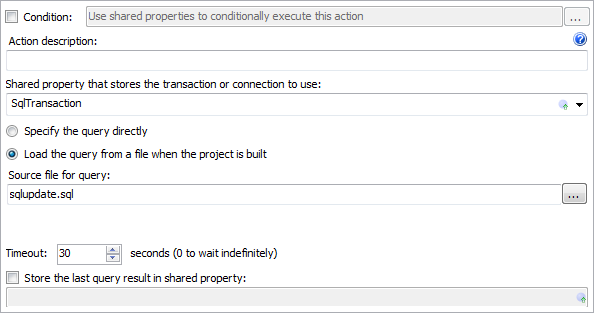 Condition: Use shared properties to conditionally execute this action ...
Action description: ?
Shared property that stores the transaction or connection to use:
SqlTransaction
Specify the query directly
Load the query from a file when the project is built
Source file for query:
sqlupdate.sql ...
Timeout: 30 seconds (0 to wait indefinitely)
Store the last query result in shared property: